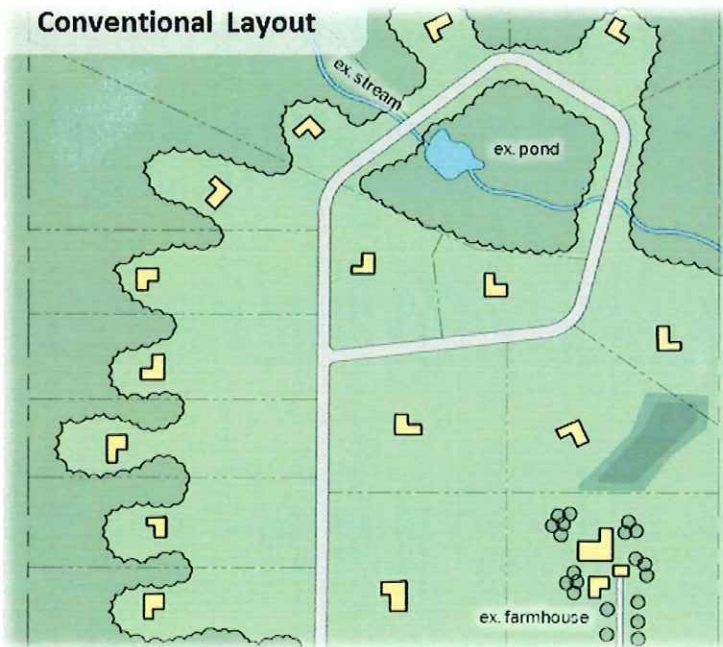 Conventional Layout
ex. stream
ex. pond
ex. farmhouse